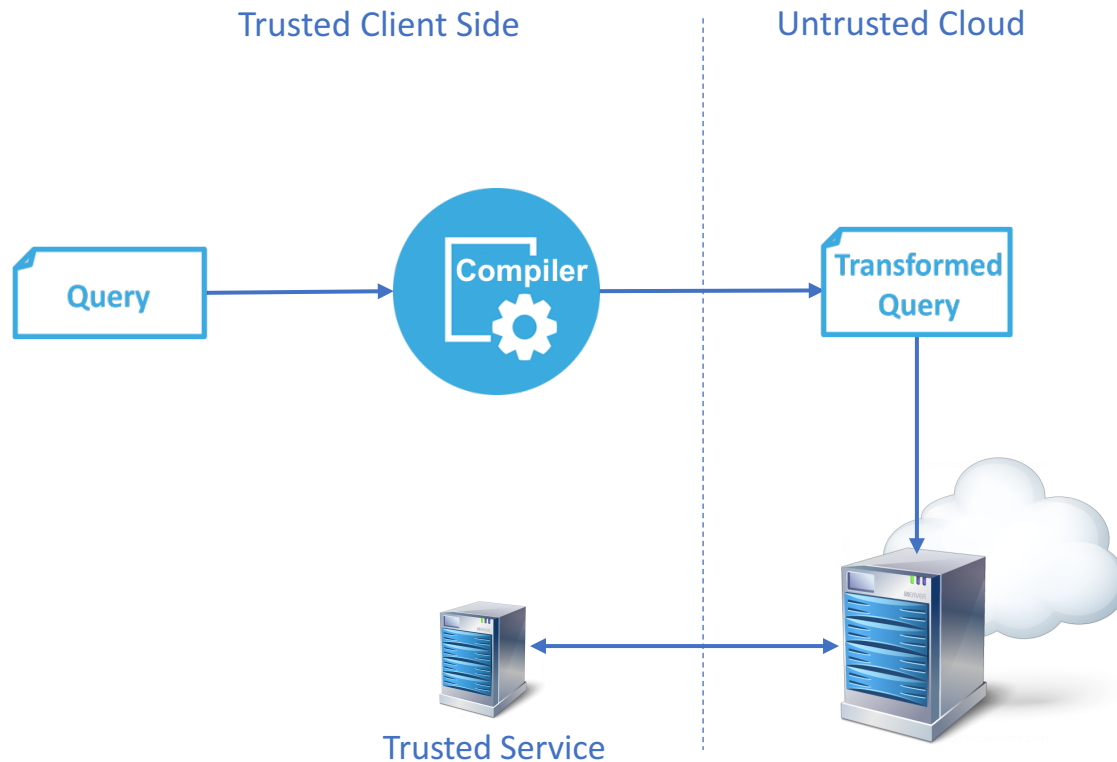 Trusted Client Side
Untrusted Cloud
Query
Compiler
Transformed
Query
Trusted Service